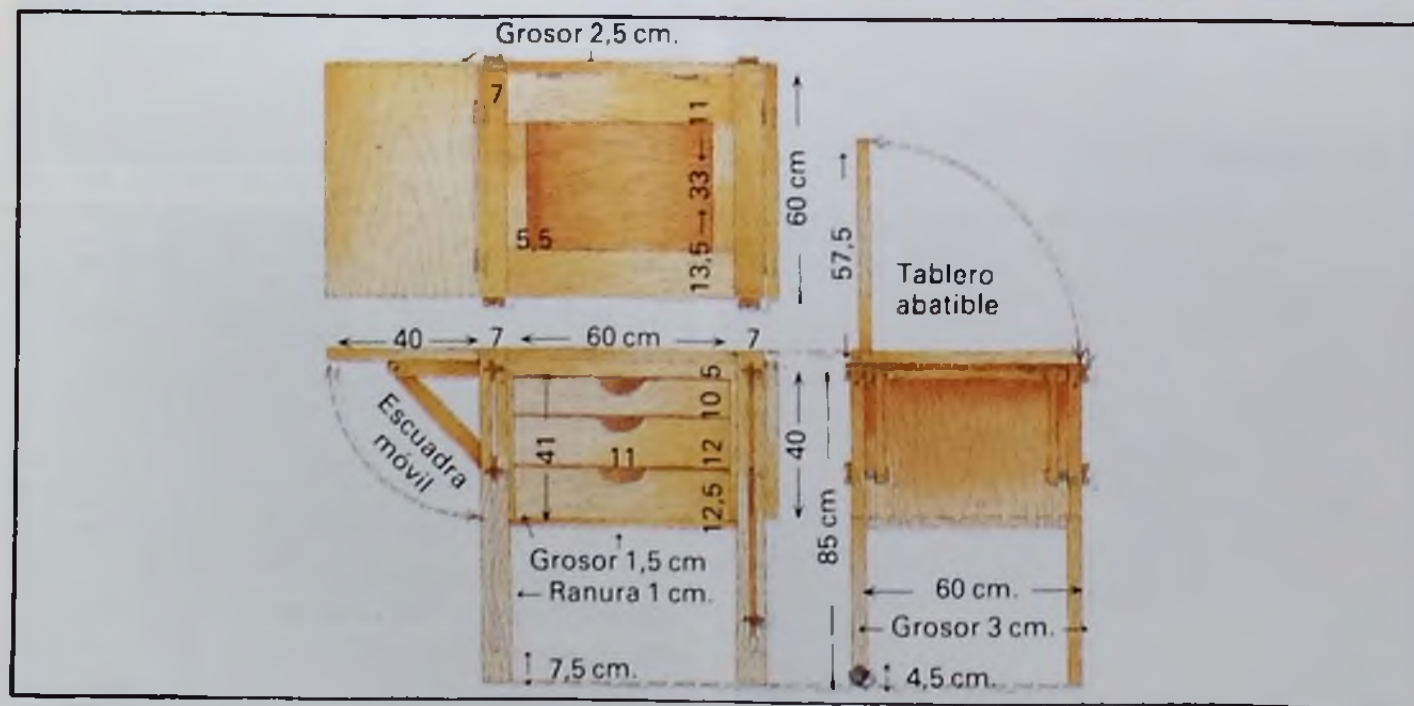 Grosor 2,5 cm.
7
11
33
13,5
5,5
60 cm
57,5
Tablero
abatible
40
7
60 cm
7
Escuadra
móvil
5
10
12
12,5
41
11
40
85 cm
Grosor 1,5 cm
Ranura 1 cm.
7,5 cm.
60 cm.
Grosor 3 cm.
4,5 cm.